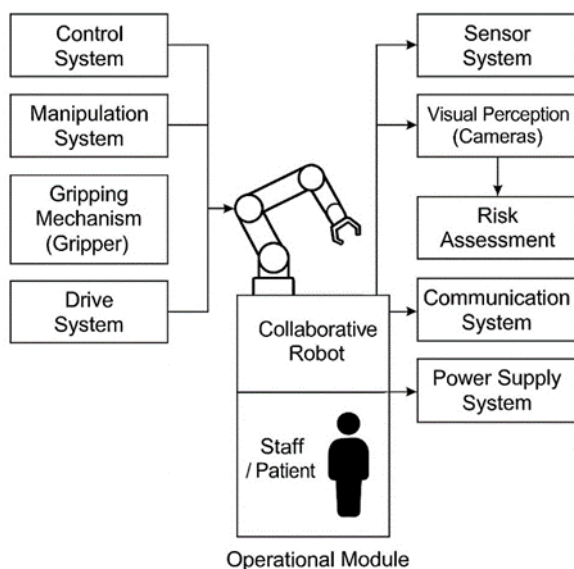 Control
System
Manipulation
System
Gripping
Mechanism
(Gripper)
Drive
System
Sensor
System
Visual Perception
(Cameras)
Risk
Assessment
Communication
System
Power Supply
System
Collaborative
Robot
Staff
/ Patient
Operational Module